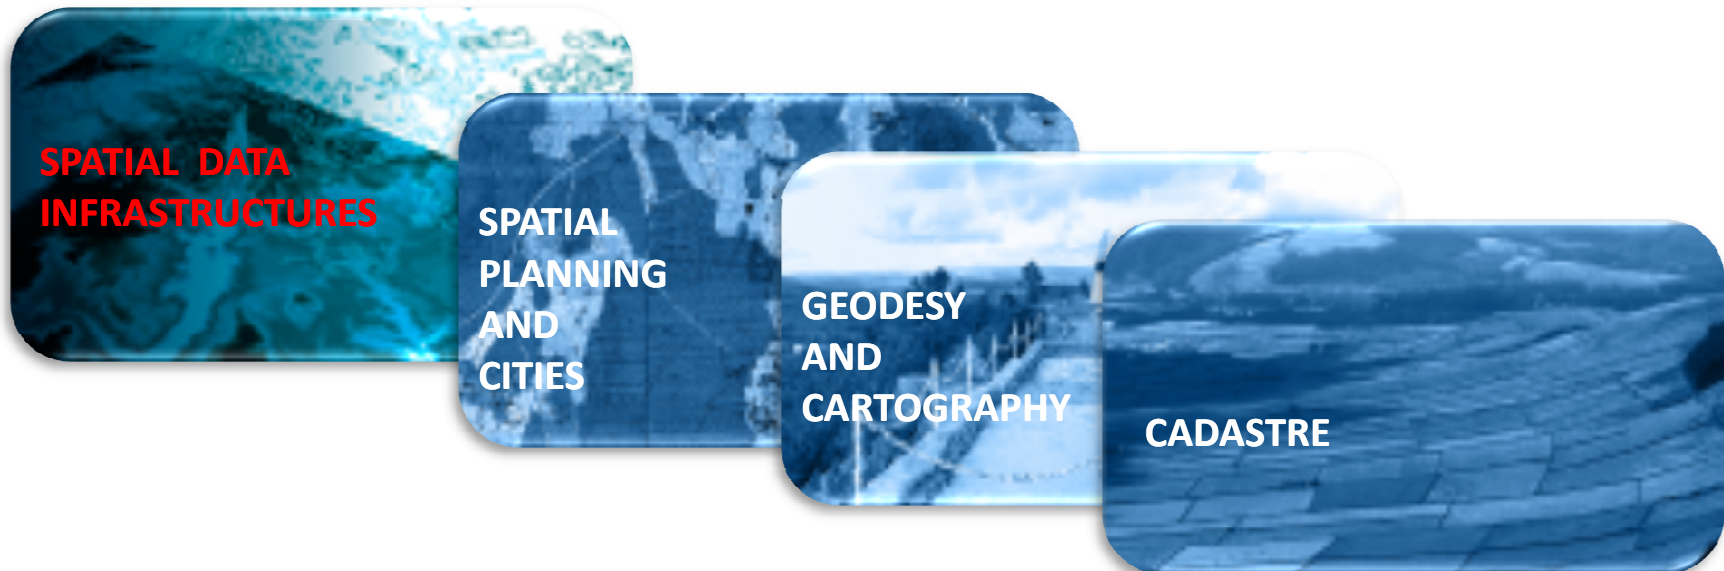 SPATIAL DATA
INFRASTRUCTURES
SPATIAL
PLANNING
AND
CITIES
GEODESY
AND
CARTOGRAPHY
CADASTRE